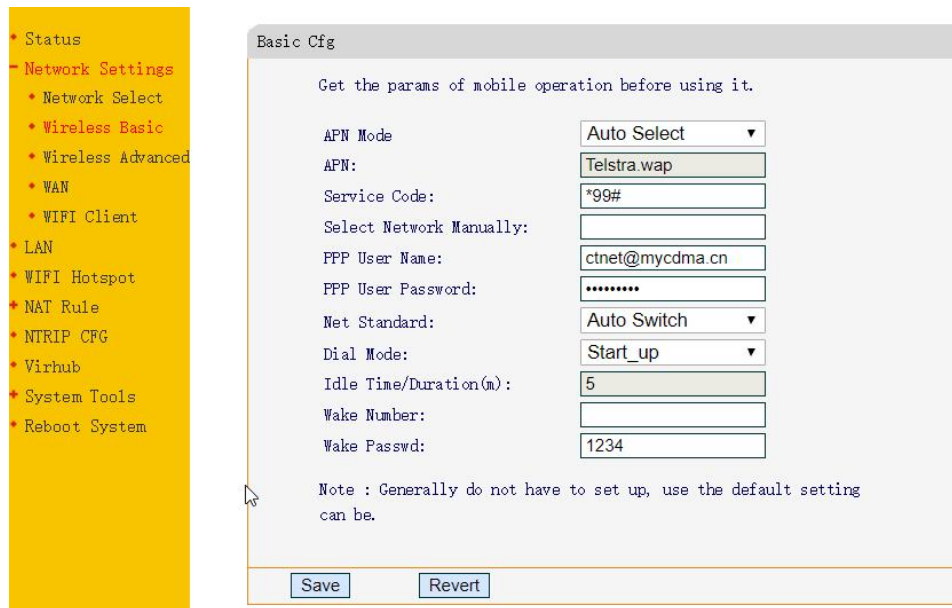 Status
Network Settings
Network Select
Wireless Basic
Wireless Advanced
WAN
WIFI Client
LAN
WIFI Hotspot
NAT Rule
NTRIP CFG
Virhub
System Tools
Reboot System
Basic Cfg
Get the params of mobile operation before using it.
APN Mode Auto Select
APN: Telstra.wap
Service Code: *99#
Select Network Manually:
PPP User Name: ctnet@mycdma.cn
PPP User Password: •••••••••
Net Standard: Auto Switch
Dial Mode: Start_up
Idle Time/Duration(m): 5
Wake Number:
Wake Passwd: 1234
Note : Generally do not have to set up, use the default setting
can be.
Save Revert